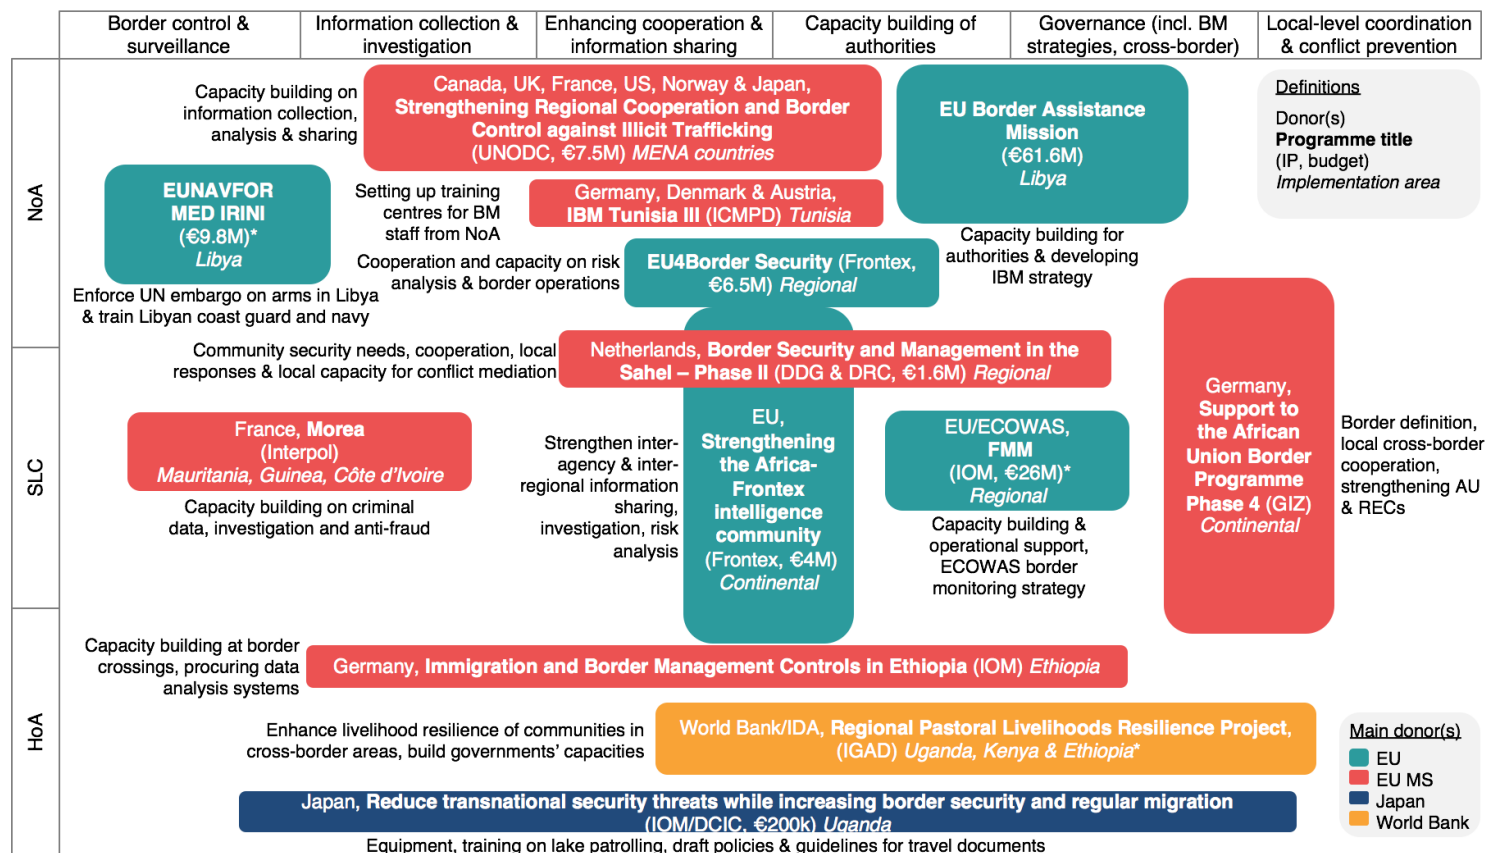 Border control &
surveillance
Information collection &
investigation
Enhancing cooperation &
information sharing
Capacity building of
authorities
Governance (incl. BM
strategies, cross-border)
Local-level coordination
& conflict prevention
NoA
Capacity building on
information collection,
analysis & sharing
Canada, UK, France, US, Norway & Japan,
Strengthening Regional Cooperation and Border
Control against Illicit Trafficking
(UNODC, €7.5M) MENA countries
EU Border Assistance
Mission
(€61.6M)
Libya
Definitions
Donor(s)
Programme title
(IP, budget)
Implementation area
EUNAVFOR
MED IRINI
(€9.8M)*
Libya
Enforce UN embargo on arms in Libya
& train Libyan coast guard and navy
Setting up training
centres for BM
staff from NoA
Germany, Denmark & Austria,
IBM Tunisia III (ICMPD) Tunisia
Capacity building for
authorities & developing
IBM strategy
Cooperation and capacity on risk
analysis & border operations
EU4Border Security (Frontex,
€6.5M) Regional
SLC
Community security needs, cooperation, local
responses & local capacity for conflict mediation
Netherlands, Border Security and Management in the
Sahel – Phase II (DDG & DRC, €1.6M) Regional
Germany,
Support to
the African
Union Border
Programme
Phase 4 (GIZ)
Continental
Border definition,
local cross-border
cooperation,
strengthening AU
& RECs
France, Morea
(Interpol)
Mauritania, Guinea, Côte d’Ivoire
Capacity building on criminal
data, investigation and anti-fraud
Strengthen inter-
agency & inter-
regional information
sharing,
investigation, risk
analysis
EU,
Strengthening
the Africa-
Frontex
intelligence
community
(Frontex, €4M)
Continental
EU/ECOWAS,
FMM
(IOM, €26M)*
Regional
Capacity building &
operational support,
ECOWAS border
monitoring strategy
HoA
Capacity building at border
crossings, procuring data
analysis systems
Germany, Immigration and Border Management Controls in Ethiopia (IOM) Ethiopia
Enhance livelihood resilience of communities in
cross-border areas, build governments’ capacities
World Bank/IDA, Regional Pastoral Livelihoods Resilience Project,
(IGAD) Uganda, Kenya & Ethiopia*
Japan, Reduce transnational security threats while increasing border security and regular migration
(IOM/DCIC, €200k) Uganda
Equipment, training on lake patrolling, draft policies & guidelines for travel documents
Main donor(s)
EU
EU MS
Japan
World Bank